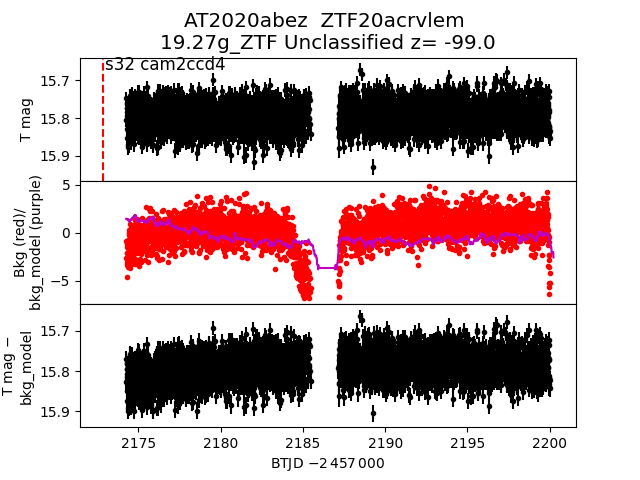 AT2020abez  ZTF20acrvlem
19.27g_ZTF Unclassified z= -99.0
s32 cam2ccd4
15.7
15.8
15.9
T mag
5
0
−5
Bkg (red)/
bkg_model (purple)
15.7
15.8
15.9
T mag −
bkg_model
2175
2180
2185
2190
2195
2200
BTJD −2 457 000